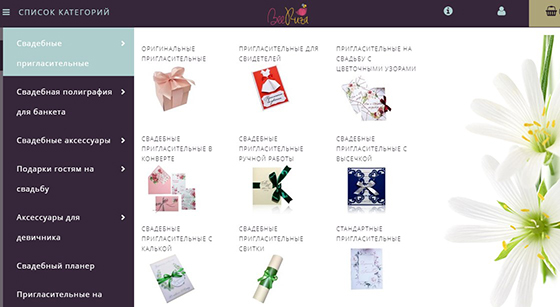 СПИСОК КАТЕГОРИЙ
ВсеРизы
Свадебные
пригласительные
Свадебная полиграфия
для банкета
Свадебные аксессуары
Подарки гостям на
свадьбу
Аксессуары для
девичника
Свадебный планер
Пригласительные на
ОРИГИНАЛЬНЫЕ
ПРИГЛАСИТЕЛЬНЫЕ
ПРИГЛАСИТЕЛЬНЫЕ ДЛЯ
СВИДЕТЕЛЕЙ
ПРИГЛАСИТЕЛЬНЫЕ НА
СВАДЬБУ С
ЦВЕТОЧНЫМИ УЗОРАМИ
СВАДЕБНЫЕ
ПРИГЛАСИТЕЛЬНЫЕ В
КОНВЕРТЕ
СВАДЕБНЫЕ
ПРИГЛАСИТЕЛЬНЫЕ
РУЧНОЙ РАБОТЫ
СВАДЕБНЫЕ
ПРИГЛАСИТЕЛЬНЫЕ С
ВЫСЕЧКОЙ
СВАДЕБНЫЕ
ПРИГЛАСИТЕЛЬНЫЕ С
КАЛЬКОЙ
СВАДЕБНЫЕ
ПРИГЛАСИТЕЛЬНЫЕ
СВИТКИ
СТАНДАРТНЫЕ
ПРИГЛАСИТЕЛЬНЫЕ